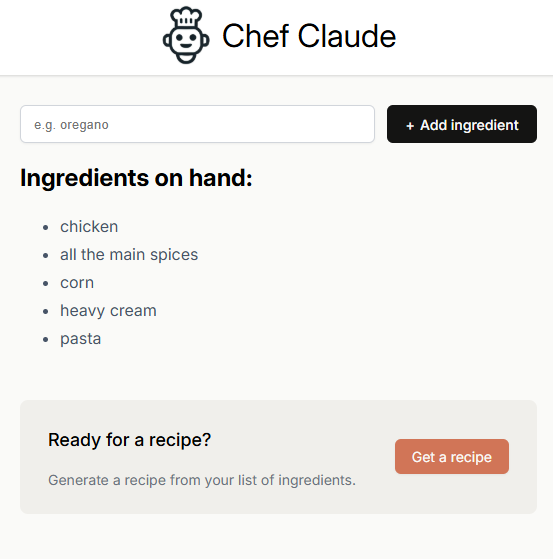 Chef Claude
e.g. oregano
+ Add ingredient
Ingredients on hand:
• chicken
• all the main spices
• corn
• heavy cream
• pasta
Ready for a recipe?
Generate a recipe from your list of ingredients.
Get a recipe